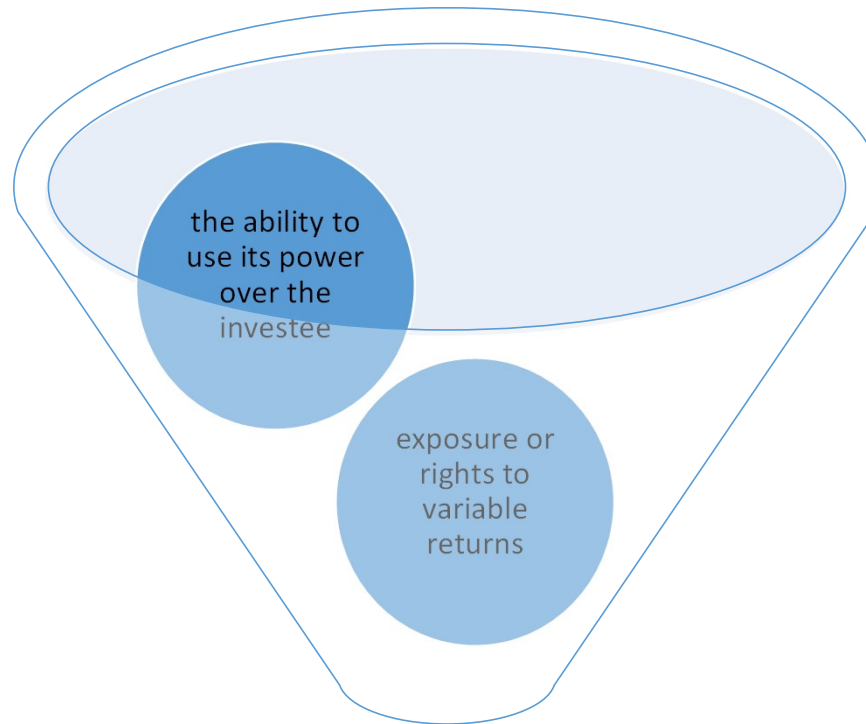 the ability to
use its power
over the
investee
exposure or
rights to
variable
returns